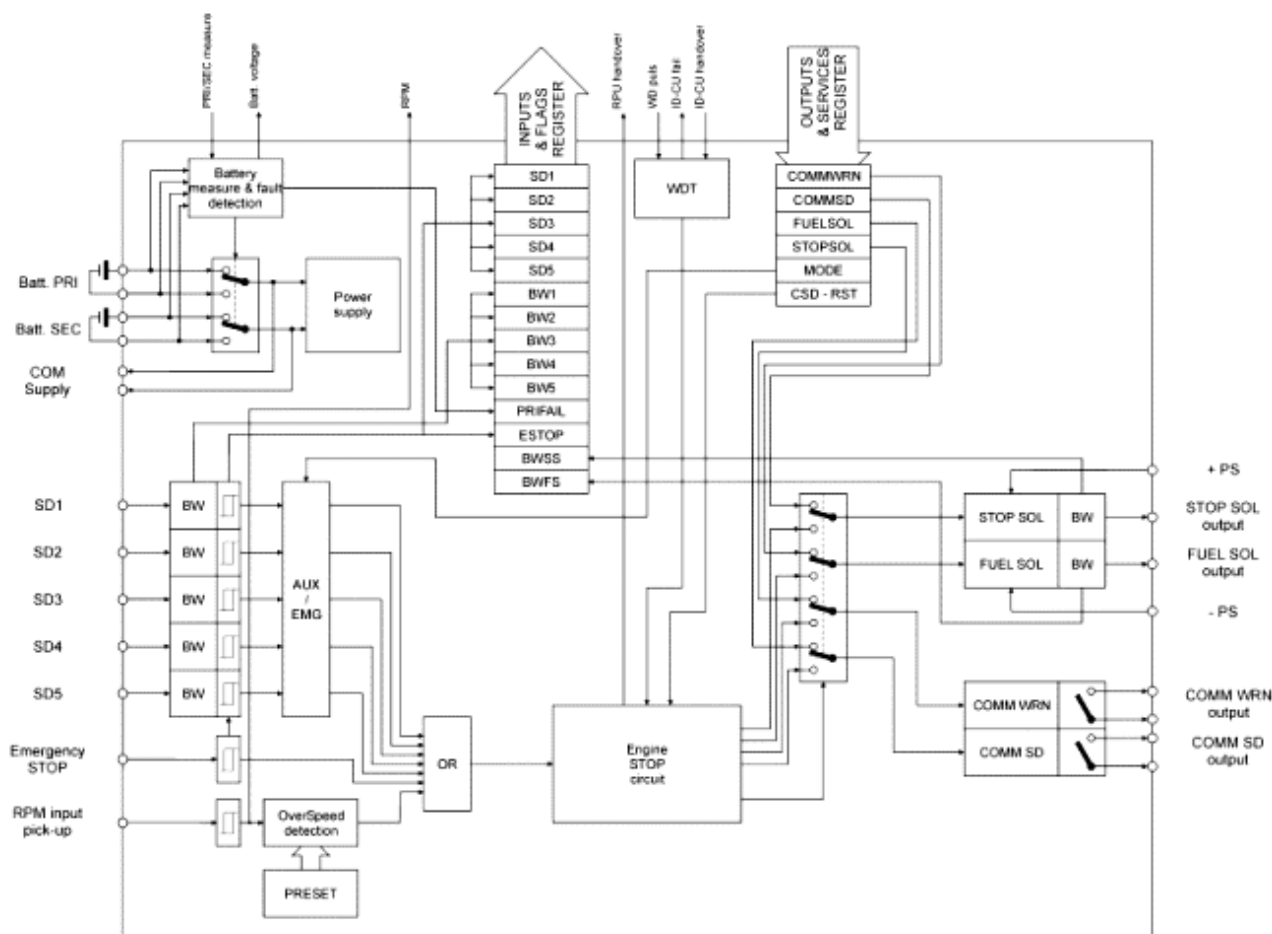 PRI/SEC measure
Batt. voltage
RPM
INPUTS
& FLAGS
REGISTER
RPU handover
WD puls
ID-CU fail
ID-CU handover
OUTPUTS
& SERVICES
REGISTER
Battery
measure & fault
detection
SD1
SD2
SD3
SD4
SD5
BW1
BW2
BW3
BW4
BW5
PRIFAIL
ESTOP
BWSS
BWFS
WDT
COMMWRN
COMMSD
FUELSOL
STOPSOL
MODE
CSD - RST
Batt. PRI
Batt. SEC
COM
Supply
Power
supply
SD1
SD2
SD3
SD4
SD5
BW
BW
BW
BW
BW
AUX
/
EMG
Emergency
STOP
RPM input
pick-up
OverSpeed
detection
PRESET
OR
Engine
STOP
circuit
STOP SOL
BW
FUEL SOL
BW
+ PS
STOP SOL
output
FUEL SOL
output
- PS
COMM WRN
COMM SD
COMM WRN
output
COMM SD
output